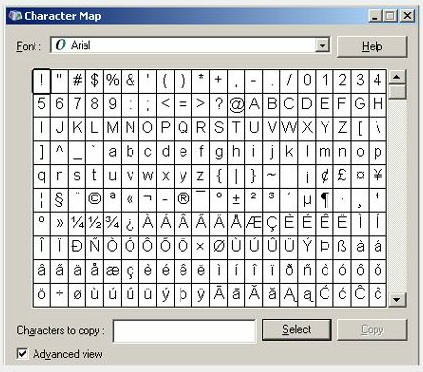 Character Map
Font : O Arial Help
! " # $ % & ' ( ) * + , - . / 0 1 2 3 4
5 6 7 8 9 : ; < = > ? @ A B C D E F G H
I J K L M N O P Q R S T U V W X Y Z [ \
] ^ _ ` a b c d e f g h i j k l m n o p
q r s t u v w x y z { | } ~ ¡ ¢ £ ¤ ¥
¦ § ¨ © ª « ¬ - ® ¯ ° ± ² ³ ´ µ ¶ · ¸ ¹
º » ¼ ½ ¾ ¿ À Á Â Ã Ä Å Æ Ç È É Ê Ë Ì Í
Î Ï Ð Ñ Ò Ó Ô Õ Ö × Ø Ù Ú Û Ü Ý Þ ß à á
â ã ä å æ ç è é ê ë ì í î ï ð ñ ò ó ô õ
ö ÷ ø ù ú û ü ý þ ÿ Ā ā Ă ă Ą ą Ć ć Ĉ ĉ
Characters to copy : Select Copy
Advanced view